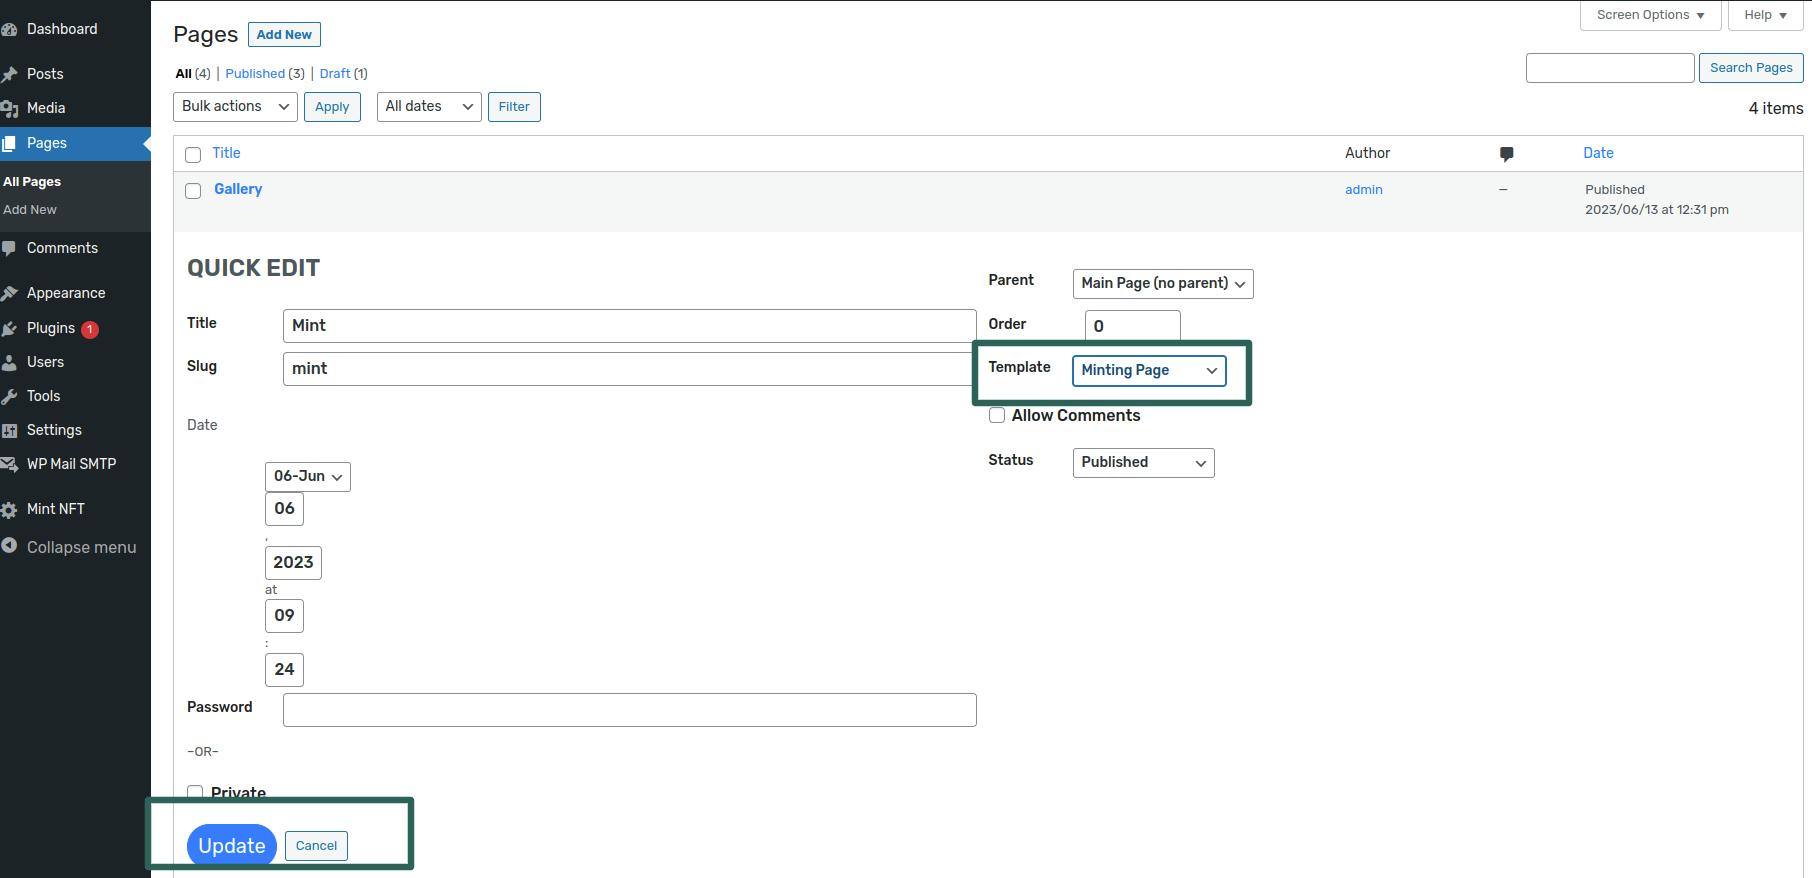 Dashboard
Posts
Media
Pages
All Pages
Add New
Comments
Appearance
Plugins 1
Users
Tools
Settings
WP Mail SMTP
Mint NFT
Collapse menu
Screen Options ▼ Help ▼
Pages Add New
All (4) | Published (3) | Draft (1)
Search Pages
Bulk actions Apply All dates Filter
4 items
Title Author Date
Gallery admin — Published
2023/06/13 at 12:31 pm
QUICK EDIT
Title Mint
Slug mint
Date
06-Jun
06
,
2023
at
09
:
24
Password
–OR–
Private
Update Cancel
Parent Main Page (no parent)
Order 0
Template Minting Page
Allow Comments
Status Published